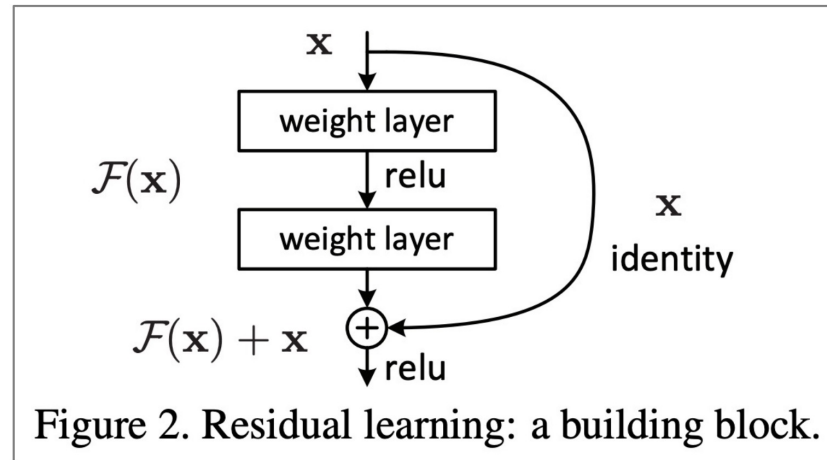 x
weight layer
relu
F(x)
x
weight layer
identity
F(x) + x
+
relu
Figure 2. Residual learning: a building block.